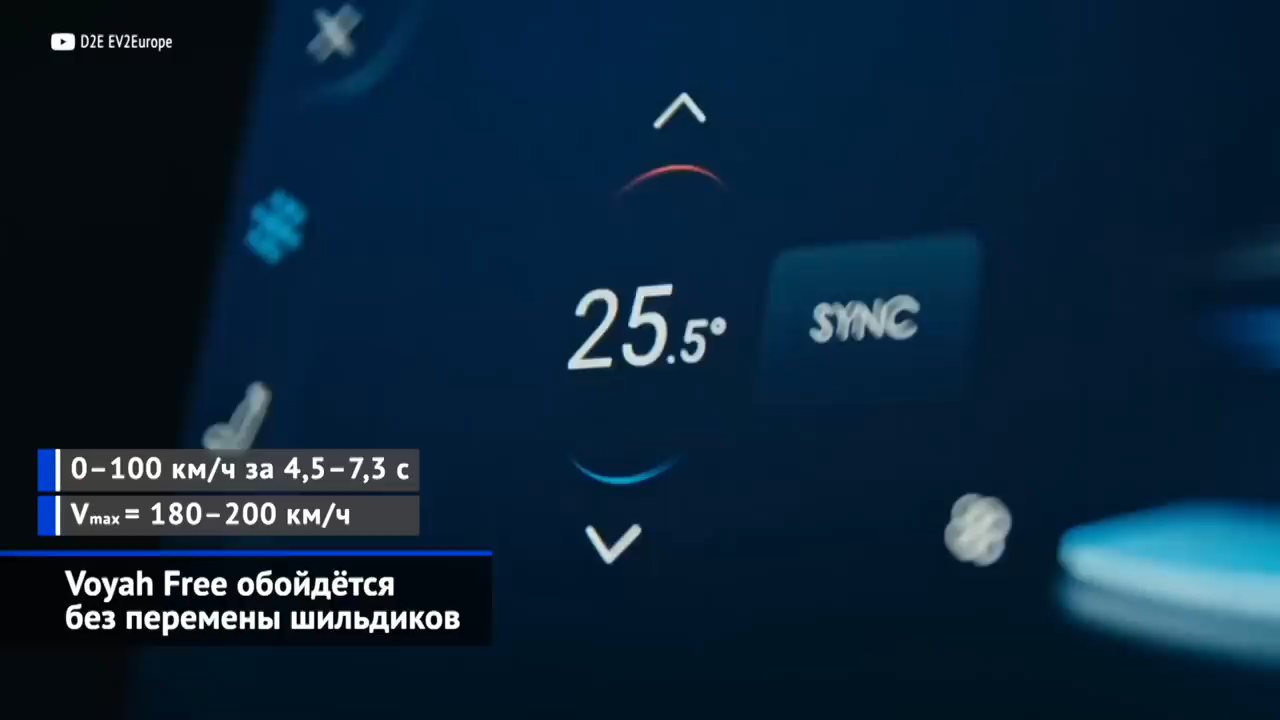 D2E EV2Europe
25.5°
SYNC
0–100 км/ч за 4,5–7,3 с
Vmax = 180–200 км/ч
Voyah Free обойдётся
без перемены шильдиков